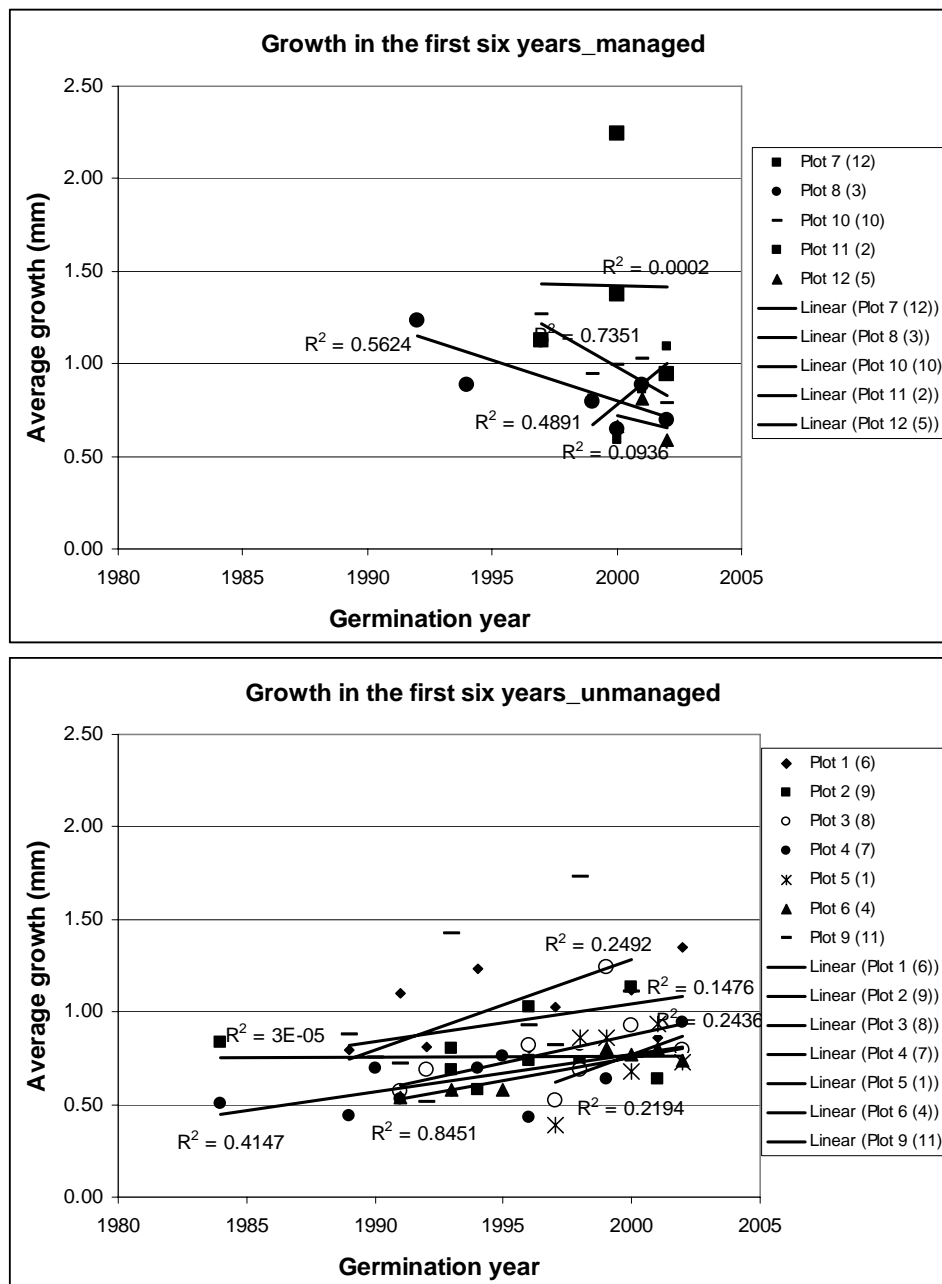 Growth in the first six years_managed
2.50
2.00
1.50
1.00
0.50
0.00
Average growth (mm)
R² = 0.0002
R² = 0.7351
R² = 0.5624
R² = 0.4891
R² = 0.0936
1980 1985 1990 1995 2000 2005
Germination year
Plot 7 (12)
Plot 8 (3)
Plot 10 (10)
Plot 11 (2)
Plot 12 (5)
Linear (Plot 7 (12))
Linear (Plot 8 (3))
Linear (Plot 10 (10))
Linear (Plot 11 (2))
Linear (Plot 12 (5))
Growth in the first six years_unmanaged
2.50
2.00
1.50
1.00
0.50
0.00
Average growth (mm)
R² = 0.2492
R² = 0.1476
R² = 0.2436
R² = 3E-05
R² = 0.2194
R² = 0.8451
R² = 0.4147
1980 1985 1990 1995 2000 2005
Germination year
Plot 1 (6)
Plot 2 (9)
Plot 3 (8)
Plot 4 (7)
Plot 5 (1)
Plot 6 (4)
Plot 9 (11)
Linear (Plot 1 (6))
Linear (Plot 2 (9))
Linear (Plot 3 (8))
Linear (Plot 4 (7))
Linear (Plot 5 (1))
Linear (Plot 6 (4))
Linear (Plot 9 (11))